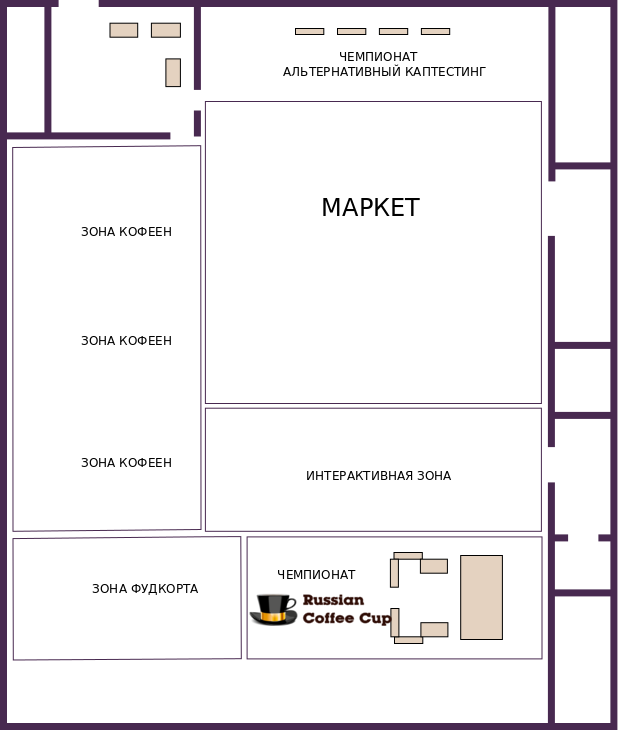 ЧЕМПИОНАТ
АЛЬТЕРНАТИВНЫЙ КАПТЕСТИНГ
МАРКЕТ
ЗОНА КОФЕЕН
ЗОНА КОФЕЕН
ЗОНА КОФЕЕН
ИНТЕРАКТИВНАЯ ЗОНА
ЗОНА ФУДКОРТА
ЧЕМПИОНАТ
Russian
Coffee Cup